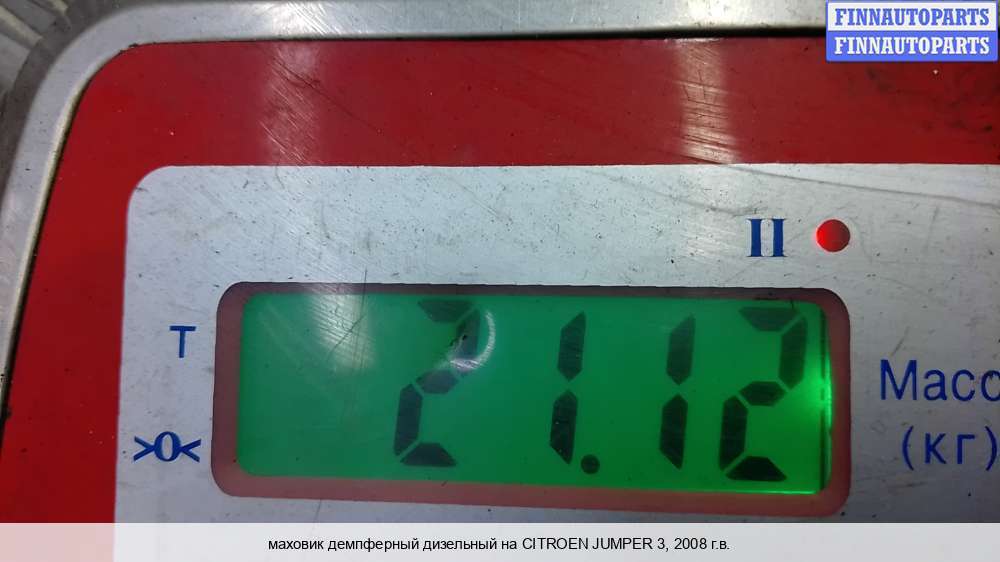 FINNAUTOPARTS
FINNAUTOPARTS
II
T
21.12
>0<
Масс
(кг)
маховик демпферный дизельный на CITROEN JUMPER 3, 2008 г.в.